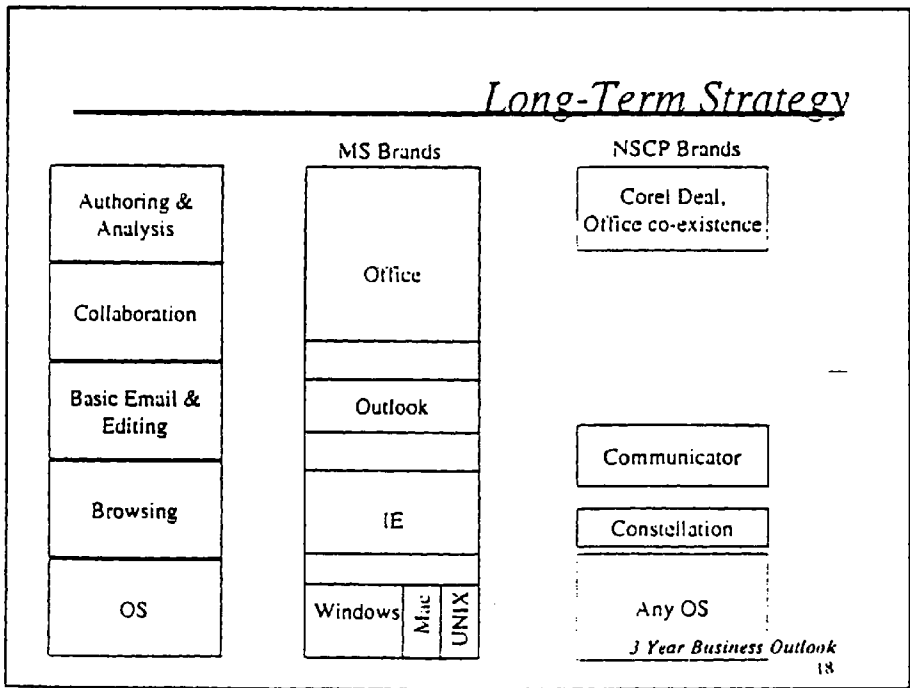 Long-Term Strategy
MS Brands
NSCP Brands
Authoring &
Analysis
Collaboration
Basic Email &
Editing
Browsing
OS
Office
Outlook
IE
Windows
Mac
UNIX
Corel Deal,
Office co-existence
Communicator
Constellation
Any OS
3 Year Business Outlook
18